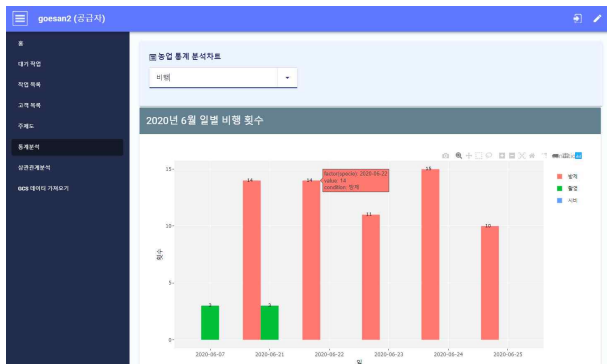 goesan2 (공급자)
홈
대기 작업
작업 목록
고객 목록
주제도
통계분석
상관관계분석
GCS 데이터 가져오기
농업 통계 분석차트
비행
2020년 6월 일별 비행 횟수
factor(specie): 2020-06-22
value: 14
condition: 방제
방제
촬영
시비
횟수
15
10
5
0
3
14
3
14
11
15
10
2020-06-07
2020-06-21
2020-06-22
2020-06-23
2020-06-24
2020-06-25
일